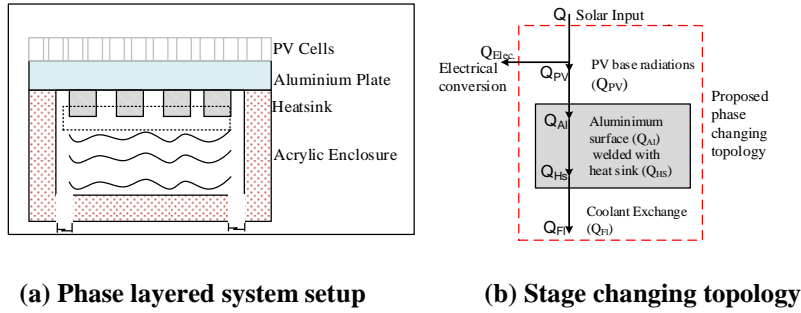 PV Cells
Aluminium Plate
Heatsink
Acrylic Enclosure
(a) Phase layered system setup
Q
Solar Input
QElec.
Electrical
conversion
QPV
PV base radiations
(QPV)
QAl
Aluminimum
surface (QAl)
welded with
heat sink (QHS)
QHs
Coolant Exchange
(QFl)
QFl
Proposed
phase
changing
topology
(b) Stage changing topology